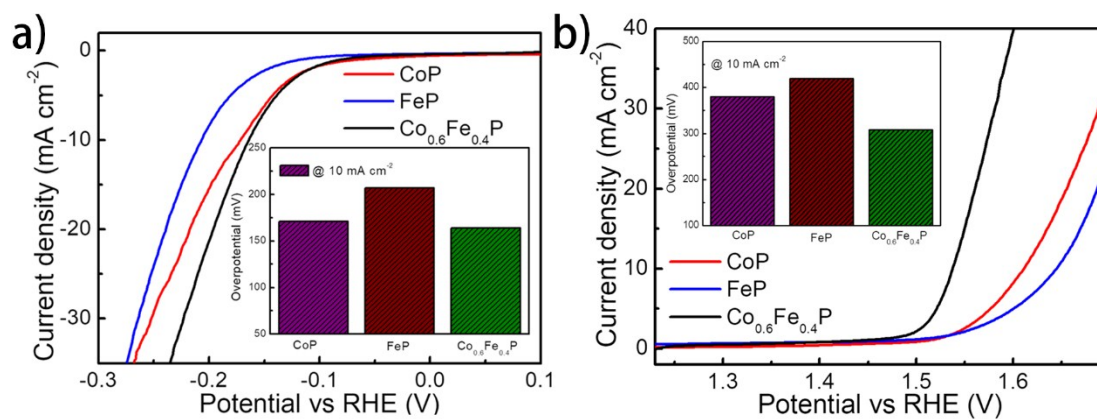 a)
Current density (mA cm⁻²)
0
-10
-20
-30
CoP
FeP
Co₀.₆Fe₀.₄P
@ 10 mA cm⁻²
Overpotential (mV)
250
200
175
150
50
CoP FeP Co₀.₆Fe₀.₄P
-0.3 -0.2 -0.1 0.0 0.1
Potential vs RHE (V)
b)
Current density (mA cm⁻²)
40
30
20
10
0
@ 10 mA cm⁻²
Overpotential (mV)
500
400
300
200
100
CoP FeP Co₀.₆Fe₀.₄P
CoP
FeP
Co₀.₆Fe₀.₄P
1.3 1.4 1.5 1.6
Potential vs RHE (V)